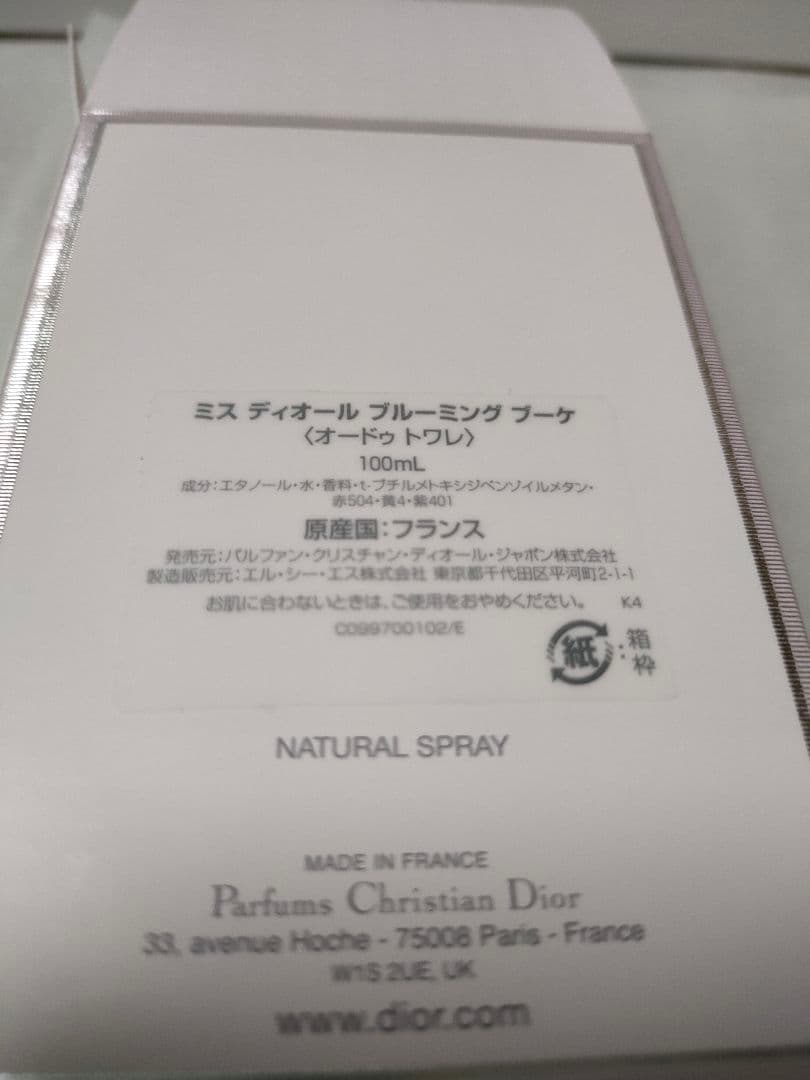 ミス ディオール ブルーミング ブーケ
〈オードゥ トワレ〉
100mL
成分：エタノール・水・香料・t-ブチルメトキシジベンゾイルメタン・
赤504・黄4・紫401
原産国：フランス
発売元：パルファン・クリスチャン・ディオール・ジャポン株式会社
製造販売元：エル・シー・エス株式会社 東京都千代田区平河町2-1-1
お肌に合わないときは、ご使用をおやめください。 K4
C099700102/E
紙：箱
枠
NATURAL SPRAY
MADE IN FRANCE
Parfums Christian Dior
33, avenue Hoche - 75008 Paris - France
W1S 2UE, UK
www.dior.com